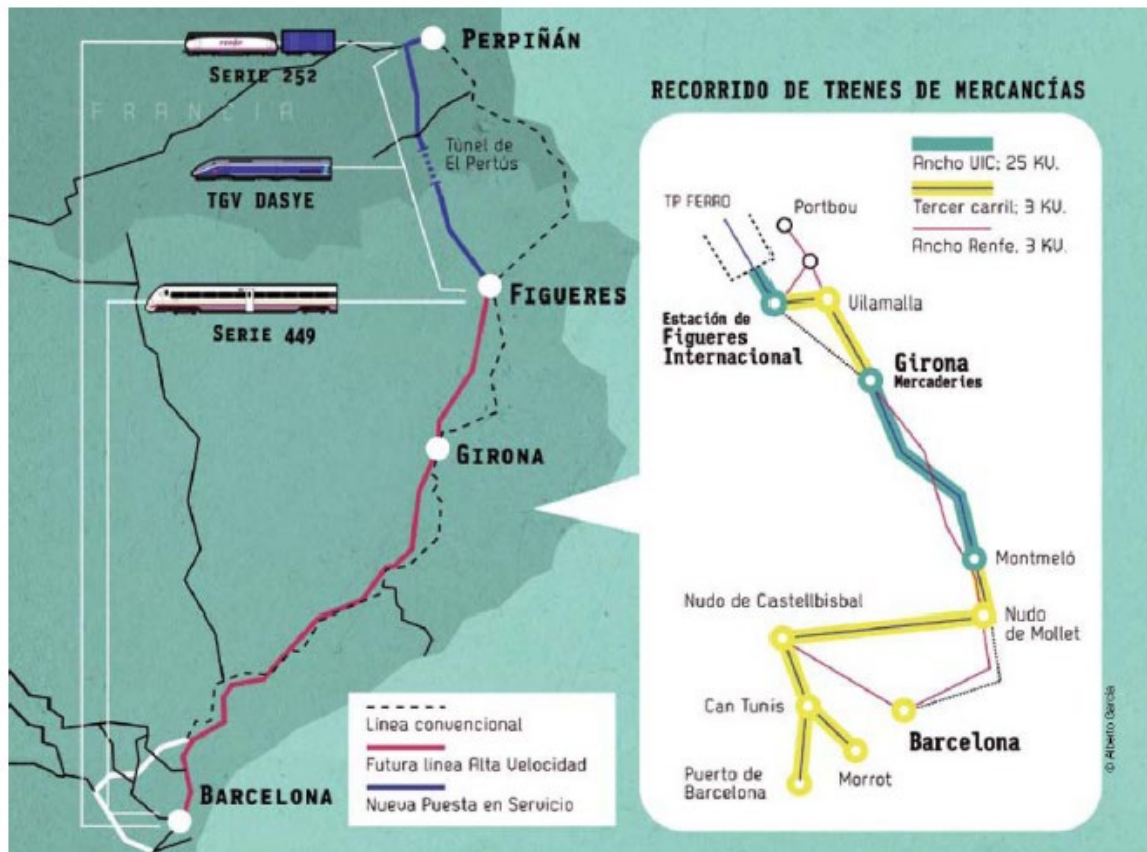 PERPIÑÁN
SERIE 252
FRANCIA
Túnel de
El Pertús
TGV DASYE
FIGUERES
SERIE 449
GIRONA
BARCELONA
Línea convencional
Futura línea Alta Velocidad
Nueva Puesta en Servicio
RECORRIDO DE TRENES DE MERCANCÍAS
Ancho UIC; 25 KV.
Tercer carril; 3 KV.
Ancho Renfe, 3 KV.
TP FERRO
Portbou
Vilamalla
Estación de
Figueres
Internacional
Girona
Mercaderies
Montmeló
Nudo de Castellbisbal
Nudo
de Mollet
Can Tunis
Barcelona
Puerto de
Barcelona
Morrot
© Alberto García